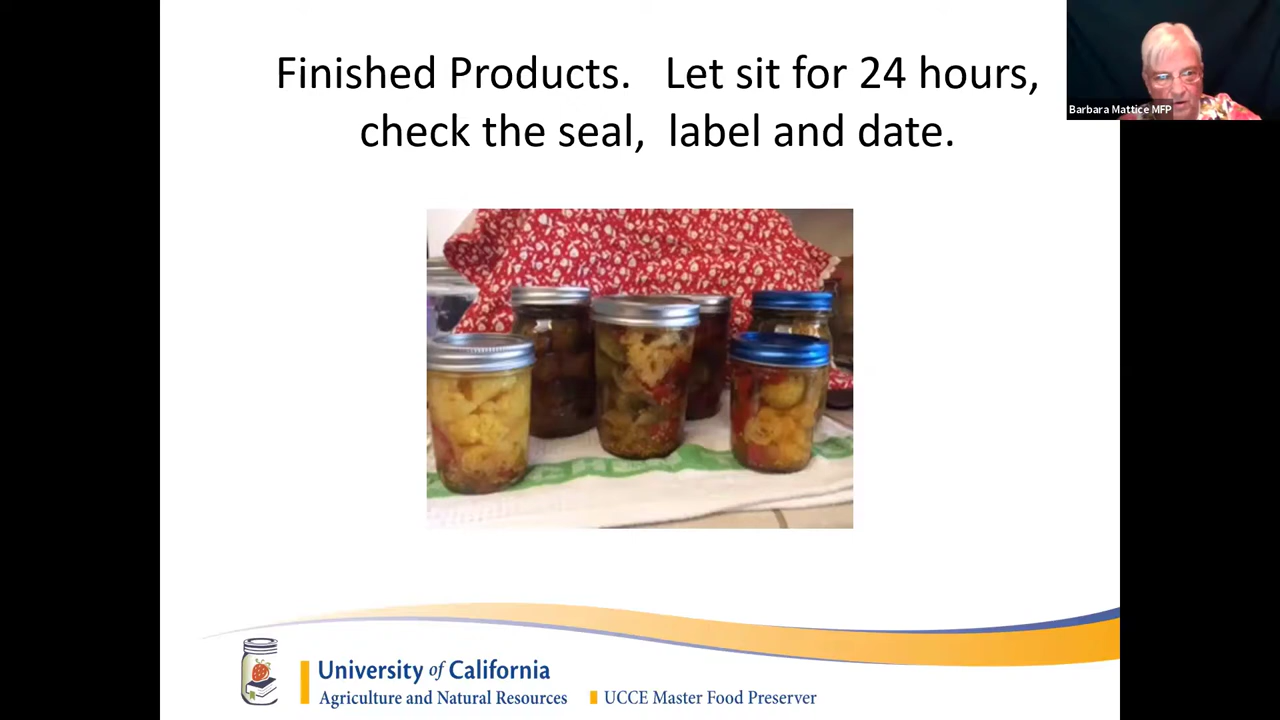 Finished Products. Let sit for 24 hours,
check the seal, label and date.
Barbara Mattice MFP
University of California
Agriculture and Natural Resources
UCCE Master Food Preserver